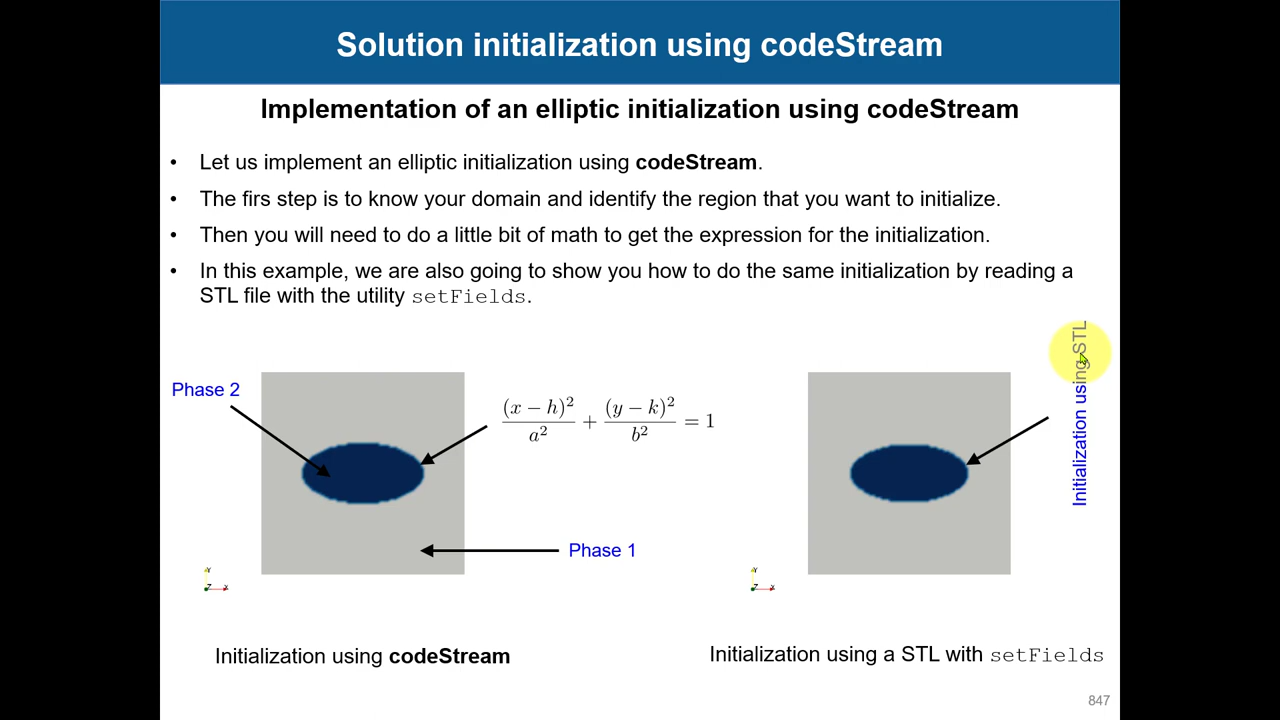 Solution initialization using codeStream
Implementation of an elliptic initialization using codeStream
• Let us implement an elliptic initialization using codeStream.
• The firs step is to know your domain and identify the region that you want to initialize.
• Then you will need to do a little bit of math to get the expression for the initialization.
• In this example, we are also going to show you how to do the same initialization by reading a
STL file with the utility setFields.
Phase 2
(x − h)²/a² + (y − k)²/b² = 1
Phase 1
Initialization using STL
Y
Z X
Y
Z X
Initialization using codeStream
Initialization using a STL with setFields
847